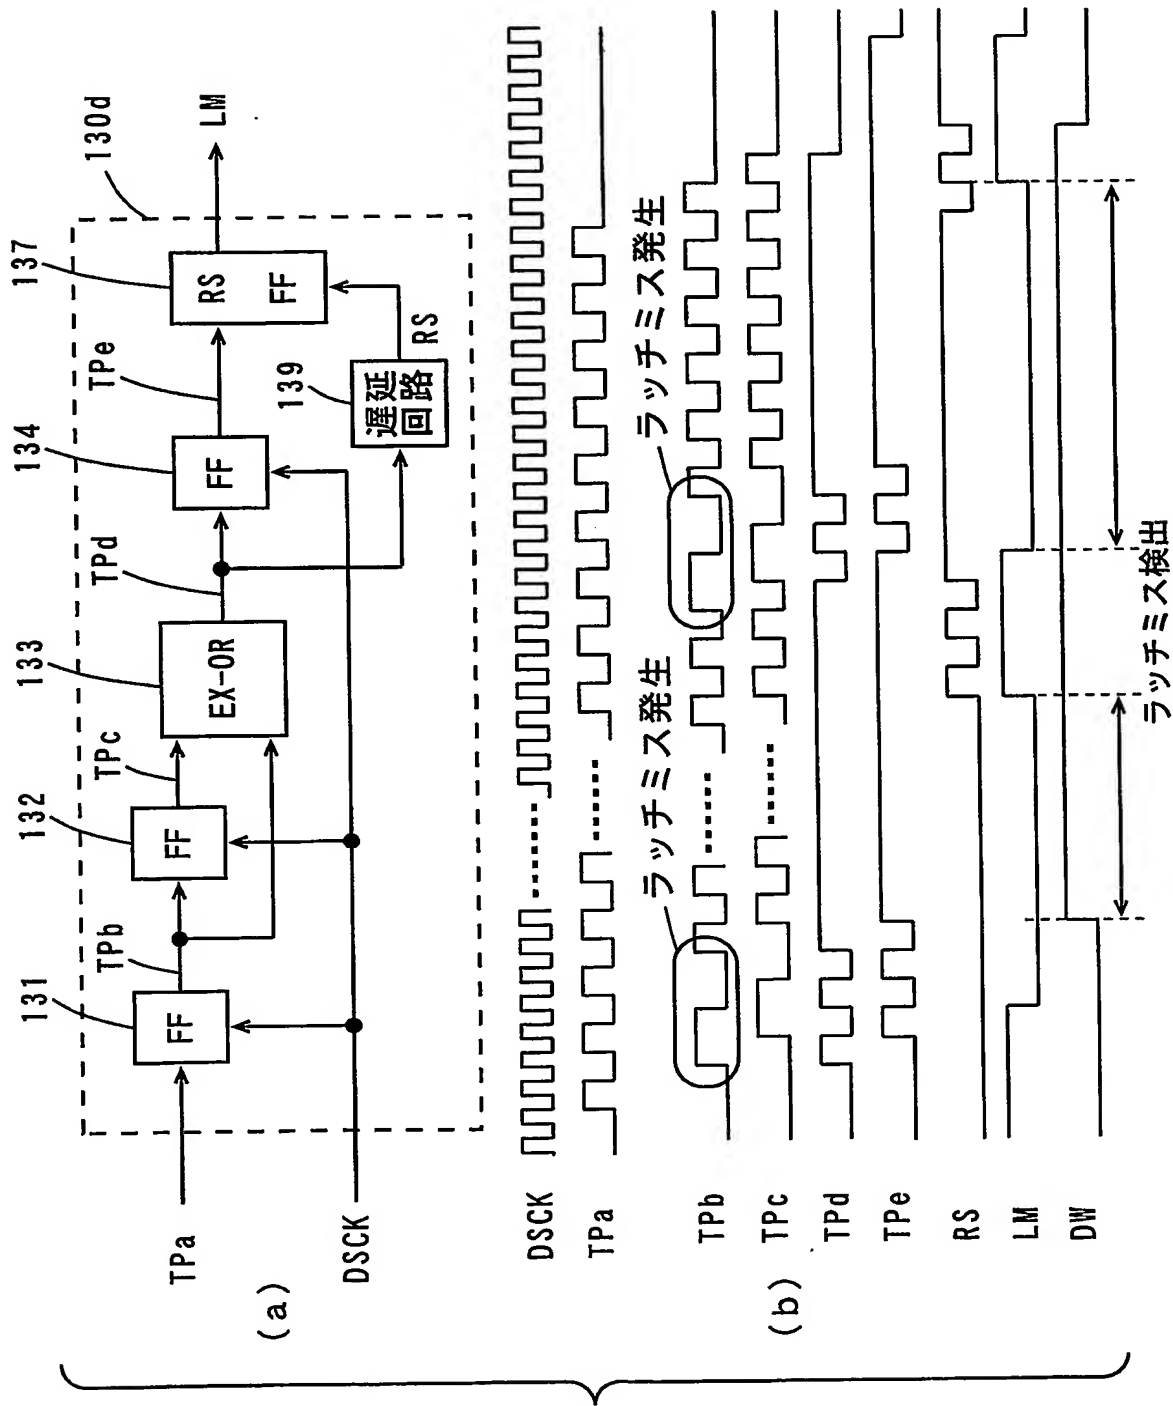 (a)
130d
131
132
133
134
137
TPa
FF
TPb
FF
TPc
EX-OR
TPd
FF
TPe
RS
FF
LM
139
遅延
回路
RS
DSCK
(b)
DSCK
TPa
ラッチミス発生
ラッチミス発生
TPb
TPc
TPd
TPe
RS
LM
DW
ラッチミス検出